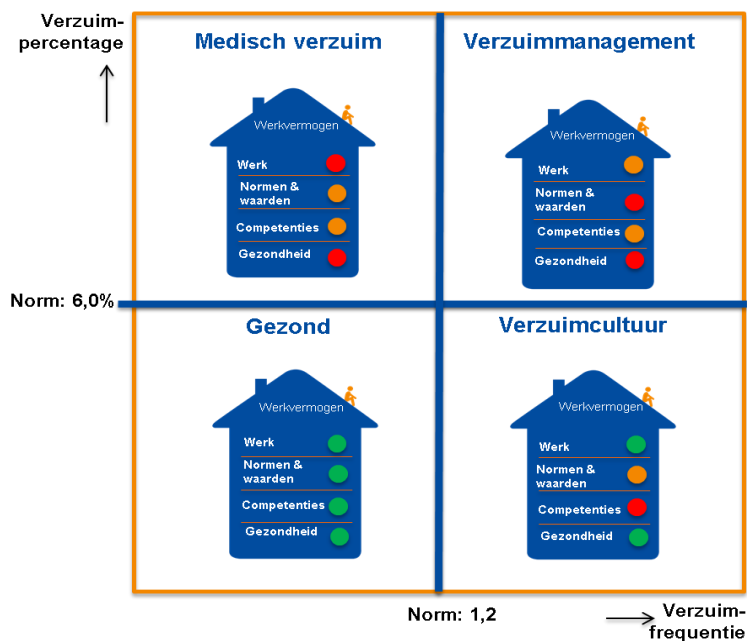 Verzuim-
percentage
Medisch verzuim
Verzuimmanagement
Werkvermogen
Werk
Normen &
waarden
Competenties
Gezondheid
Werkvermogen
Werk
Normen &
waarden
Competenties
Gezondheid
Norm: 6,0%
Gezond
Verzuimcultuur
Werkvermogen
Werk
Normen &
waarden
Competenties
Gezondheid
Werkvermogen
Werk
Normen &
waarden
Competenties
Gezondheid
Norm: 1,2
Verzuim-
frequentie